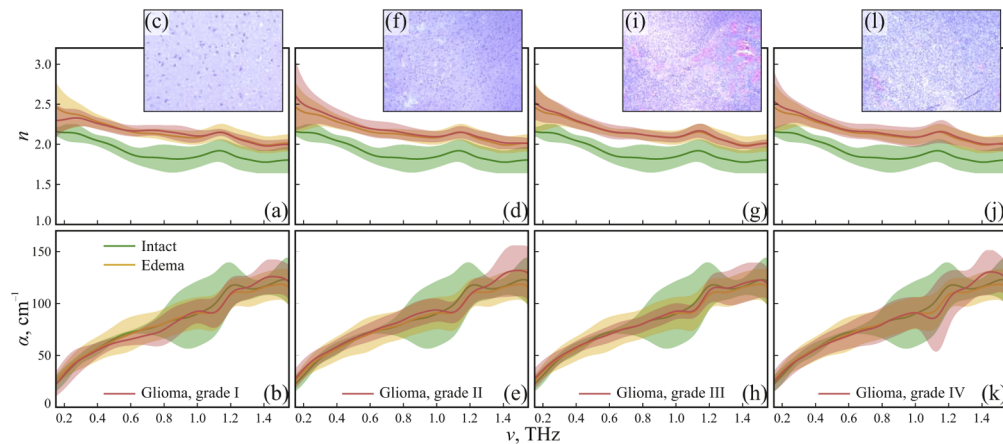 (c)
(f)
(i)
(l)
3.0
2.5
2.0
1.5
1.0
n
(a)
(d)
(g)
(j)
150
100
50
0
α, cm⁻¹
Intact
Edema
Glioma, grade I
(b)
Glioma, grade II
(e)
Glioma, grade III
(h)
Glioma, grade IV
(k)
0.2 0.4 0.6 0.8 1.0 1.2 1.4
0.2 0.4 0.6 0.8 1.0 1.2 1.4
0.2 0.4 0.6 0.8 1.0 1.2 1.4
0.2 0.4 0.6 0.8 1.0 1.2 1.4
ν, THz